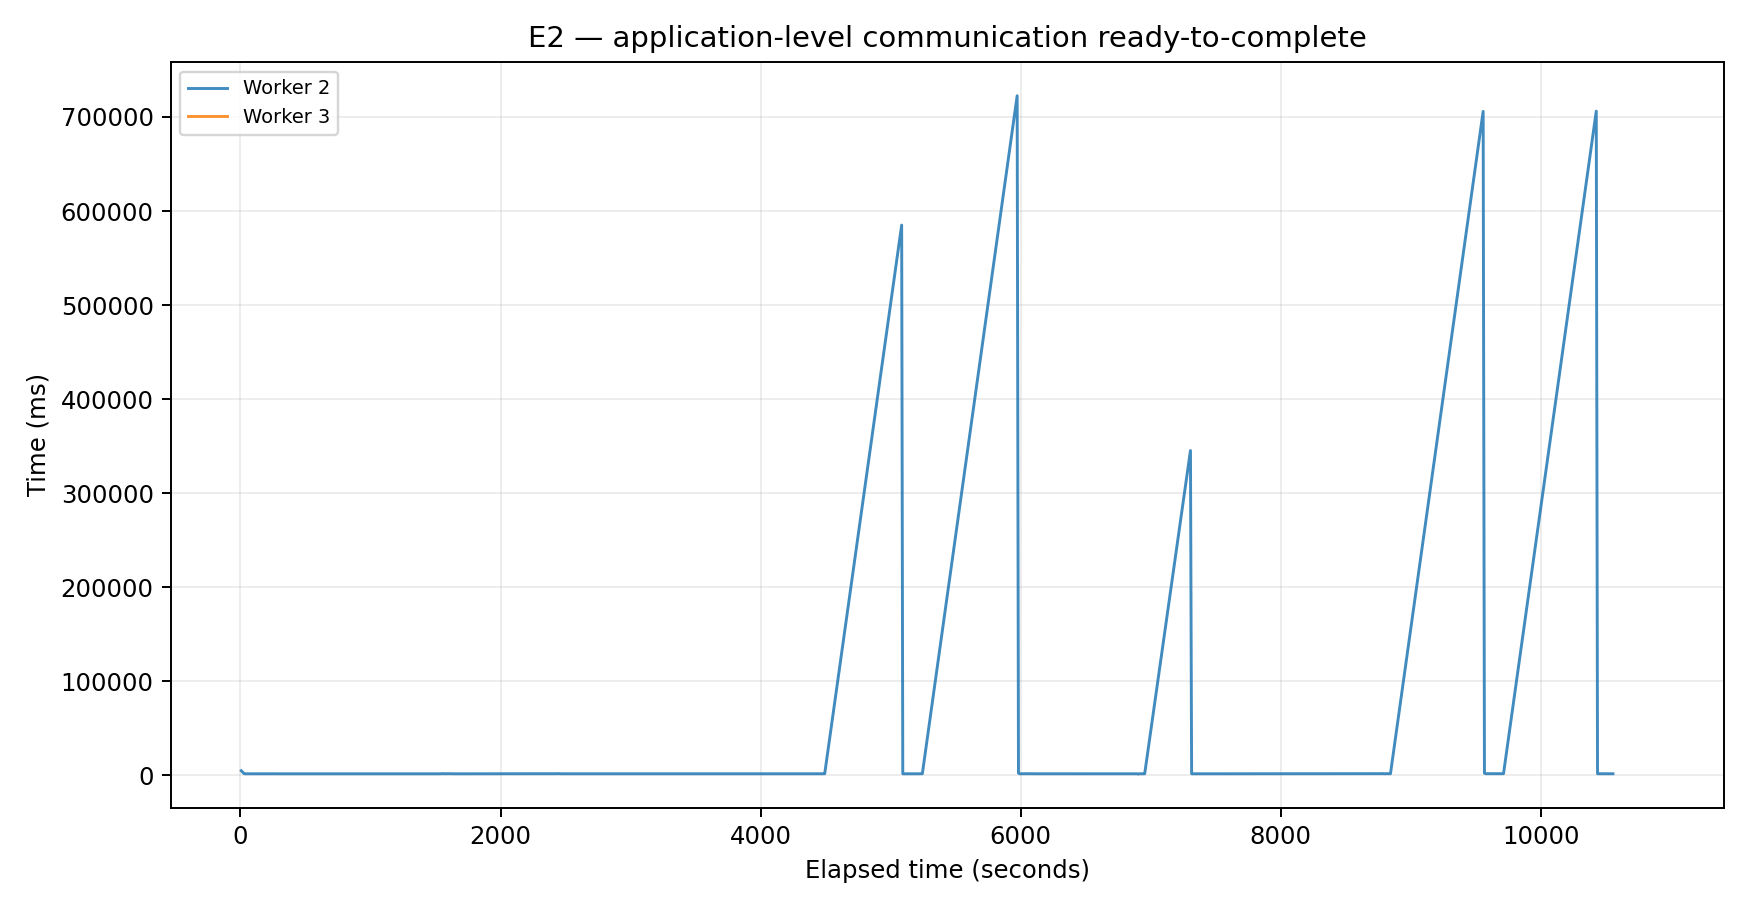 E2 — application-level communication ready-to-complete
Worker 2
Worker 3
Time (ms)
700000
600000
500000
400000
300000
200000
100000
0
0 2000 4000 6000 8000 10000
Elapsed time (seconds)